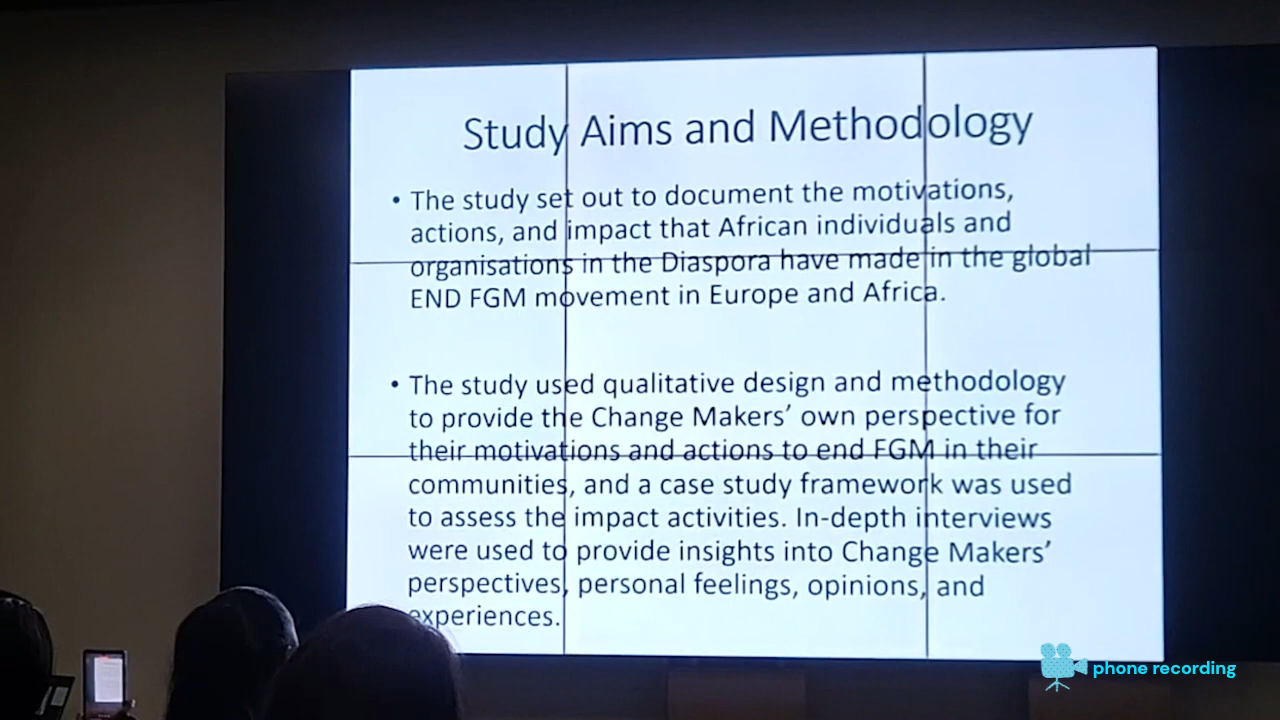 Study Aims and Methodology
• The study set out to document the motivations,
actions, and impact that African individuals and
organisations in the Diaspora have made in the global
END FGM movement in Europe and Africa.
• The study used qualitative design and methodology
to provide the Change Makers’ own perspective for
their motivations and actions to end FGM in their
communities, and a case study framework was used
to assess the impact activities. In-depth interviews
were used to provide insights into Change Makers’
perspectives, personal feelings, opinions, and
experiences.
phone recording